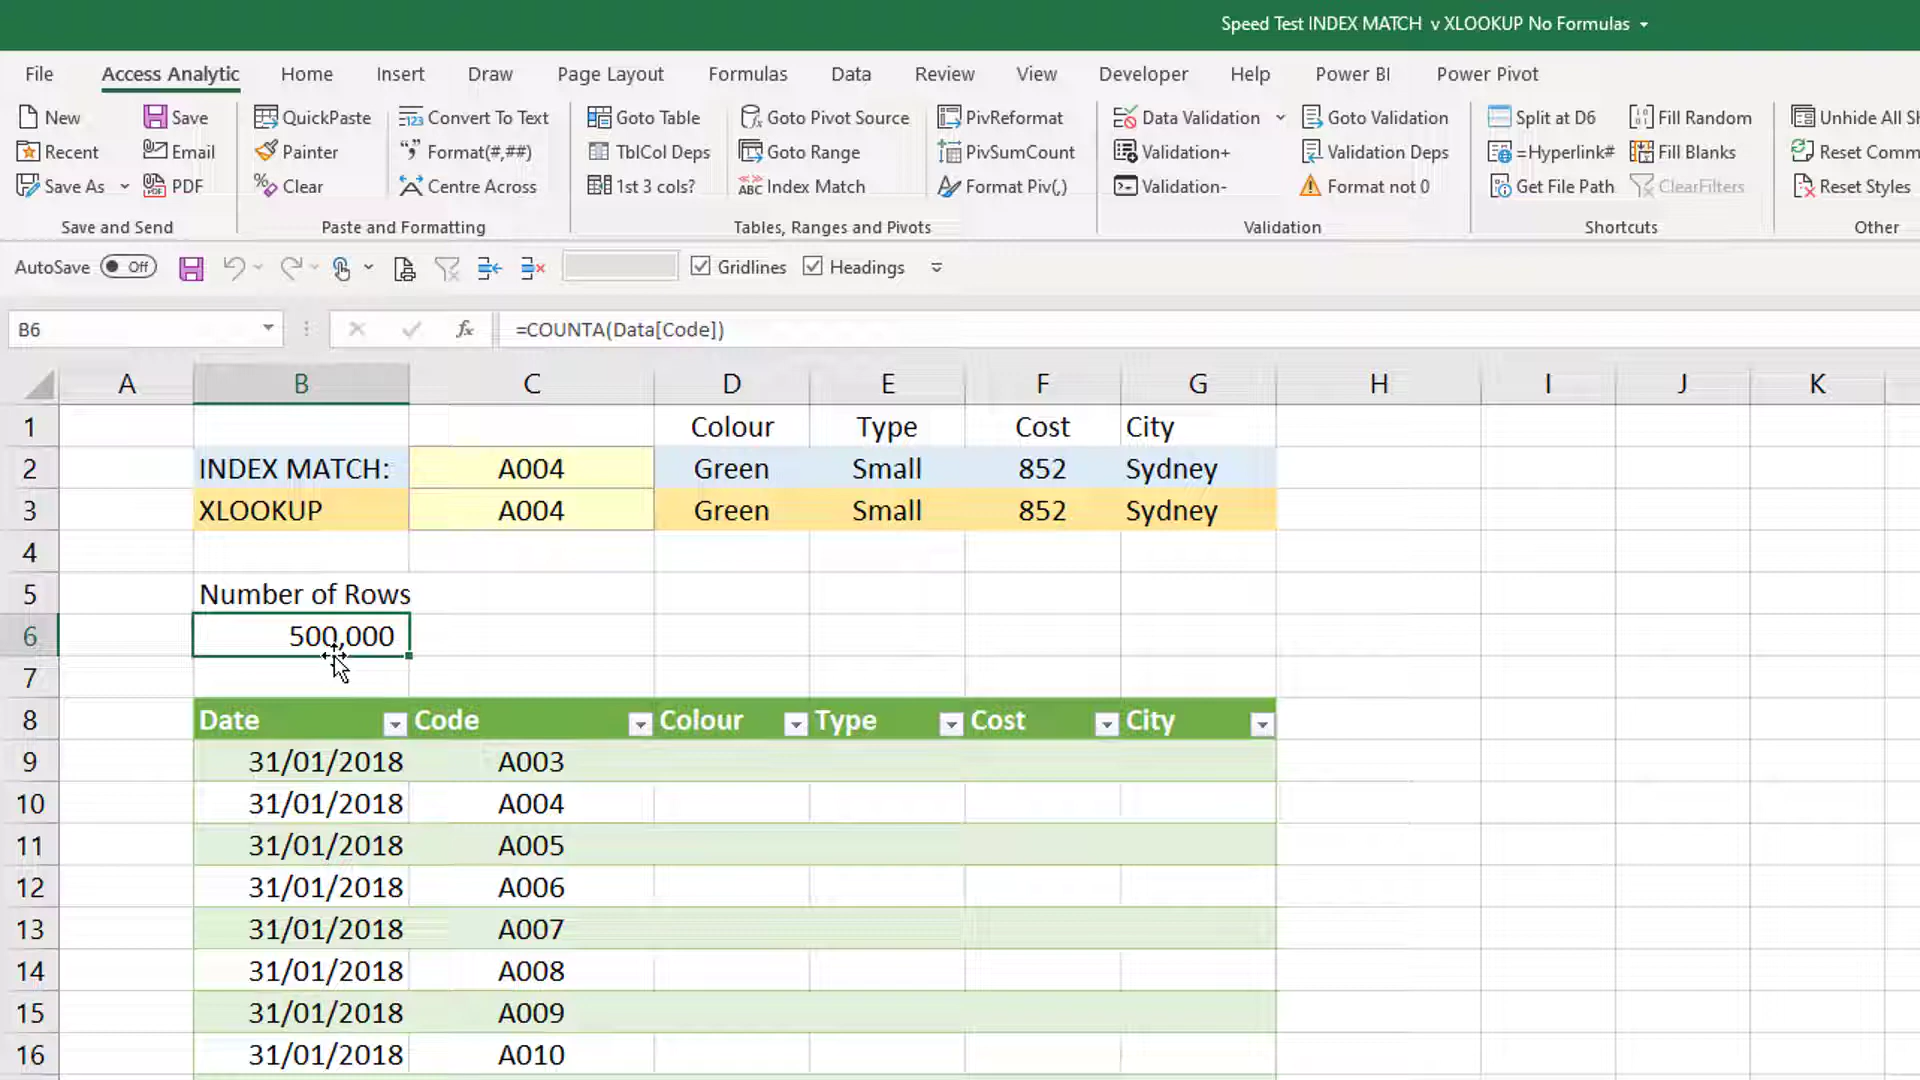 Speed Test INDEX MATCH v XLOOKUP No Formulas
File Access Analytic Home Insert Draw Page Layout Formulas Data Review View Developer Help Power BI Power Pivot
New Save QuickPaste Convert To Text Goto Table Goto Pivot Source PivReformat Data Validation Goto Validation Split at D6 Fill Random Unhide All Sh
Recent Email Painter Format(#,##) TblCol Deps Goto Range PivSumCount Validation+ Validation Deps =Hyperlink# Fill Blanks Reset Comm
Save As PDF Clear Centre Across 1st 3 cols? Index Match Format Piv(,) Validation- Format not 0 Get File Path ClearFilters Reset Styles
Save and Send Paste and Formatting Tables, Ranges and Pivots Validation Shortcuts Other
AutoSave Off Gridlines Headings
B6 fx =COUNTA(Data[Code])
A B C D E F G H I J K
1 Colour Type Cost City
2 INDEX MATCH: A004 Green Small 852 Sydney
3 XLOOKUP A004 Green Small 852 Sydney
4
5 Number of Rows
6 500,000
7
8 Date Code Colour Type Cost City
9 31/01/2018 A003
10 31/01/2018 A004
11 31/01/2018 A005
12 31/01/2018 A006
13 31/01/2018 A007
14 31/01/2018 A008
15 31/01/2018 A009
16 31/01/2018 A010